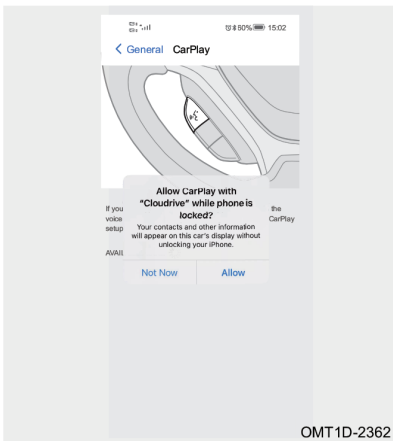 50% 15:02
General CarPlay
If you
voice
setup
the
CarPlay
AVAIL
Allow CarPlay with
"Cloudrive" while phone is
locked?
Your contacts and other information
will appear on this car's display without
unlocking your iPhone.
Not Now
Allow
OMT1D-2362